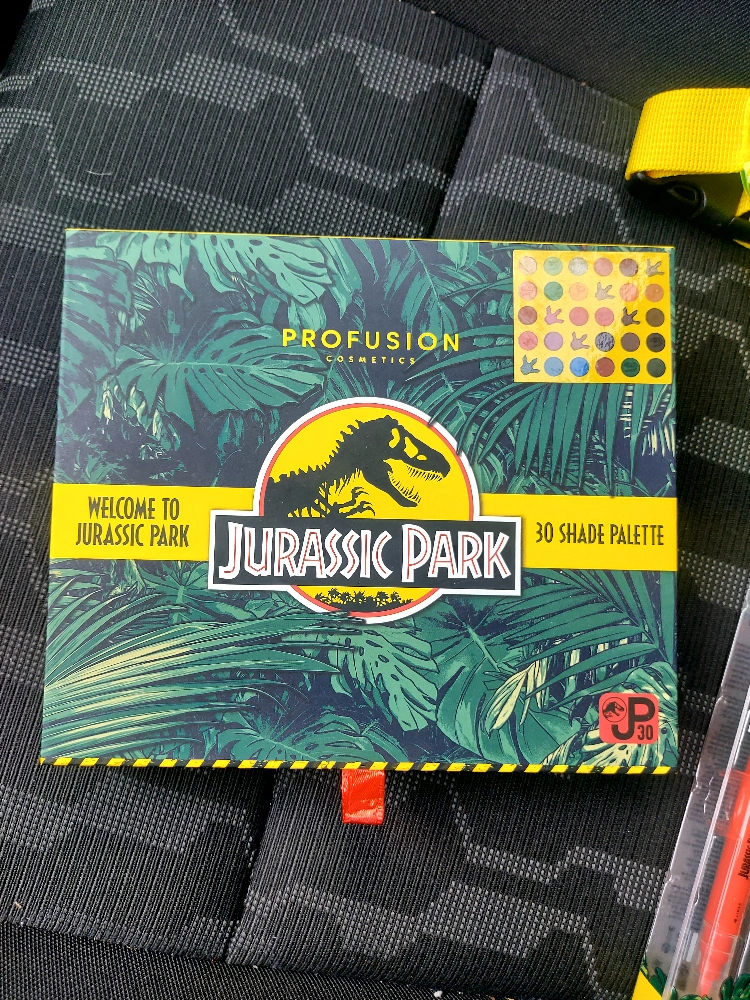 PROFUSION
COSMETICS
WELCOME TO
JURASSIC PARK
JURASSIC PARK
30 SHADE PALETTE
JP
30